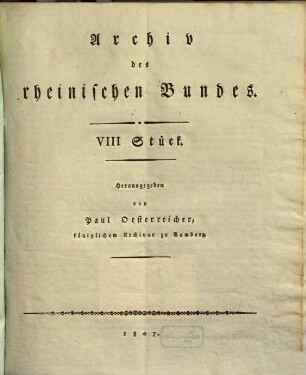 Archiv
des
rheinischen Bundes.
VIII Stück.
Herausgegeben
von
Paul Oesterreicher,
königlichem Archivar zu Bamberg.
1807.